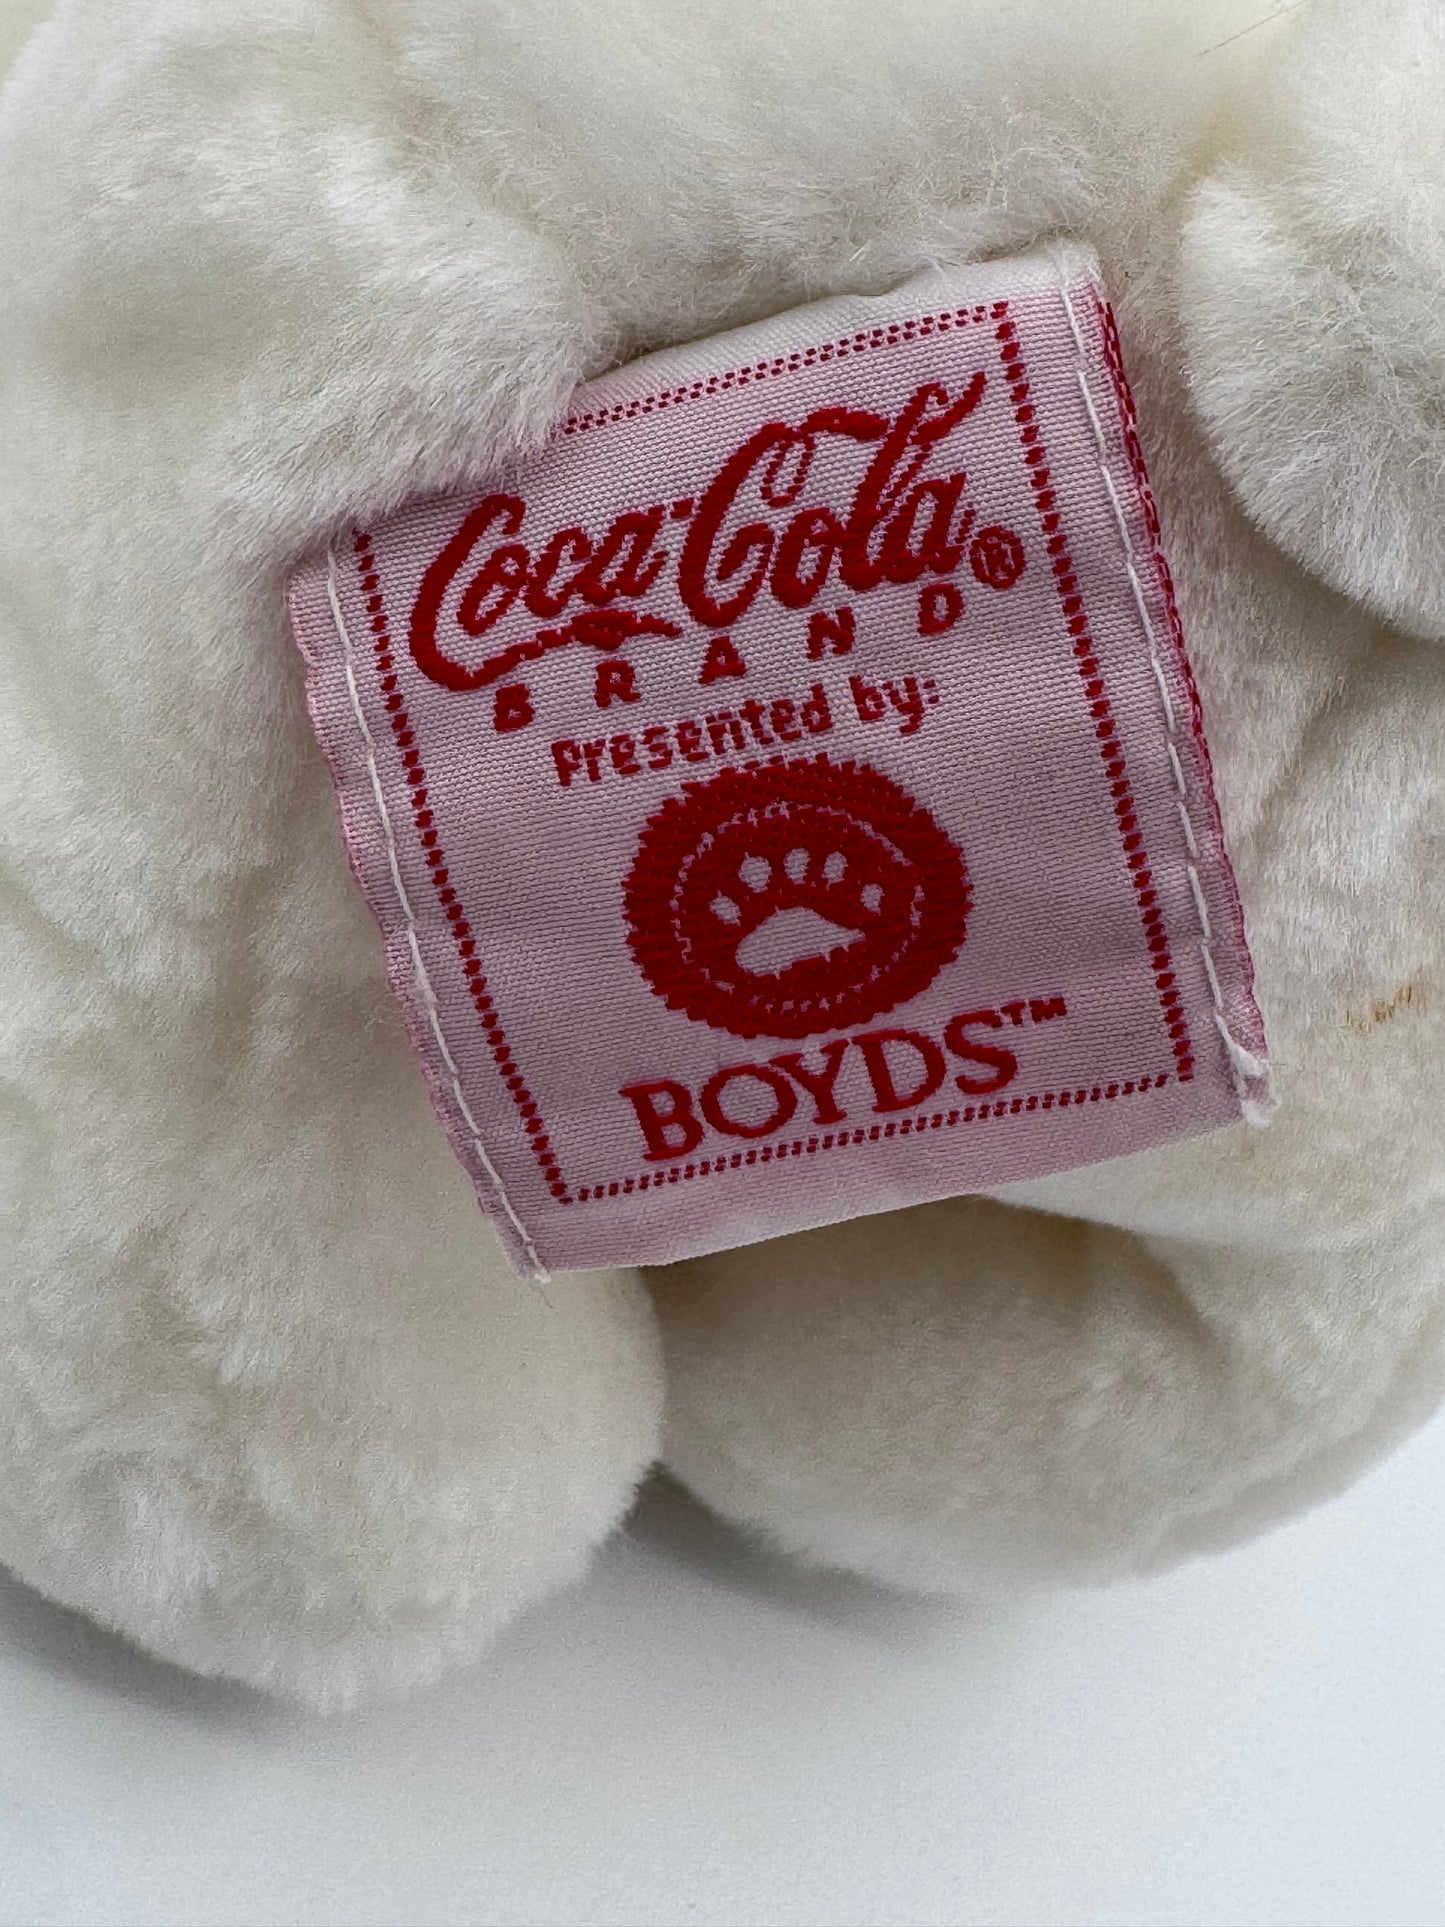 Coca-Cola®
BRAND
Presented by:
BOYDS™